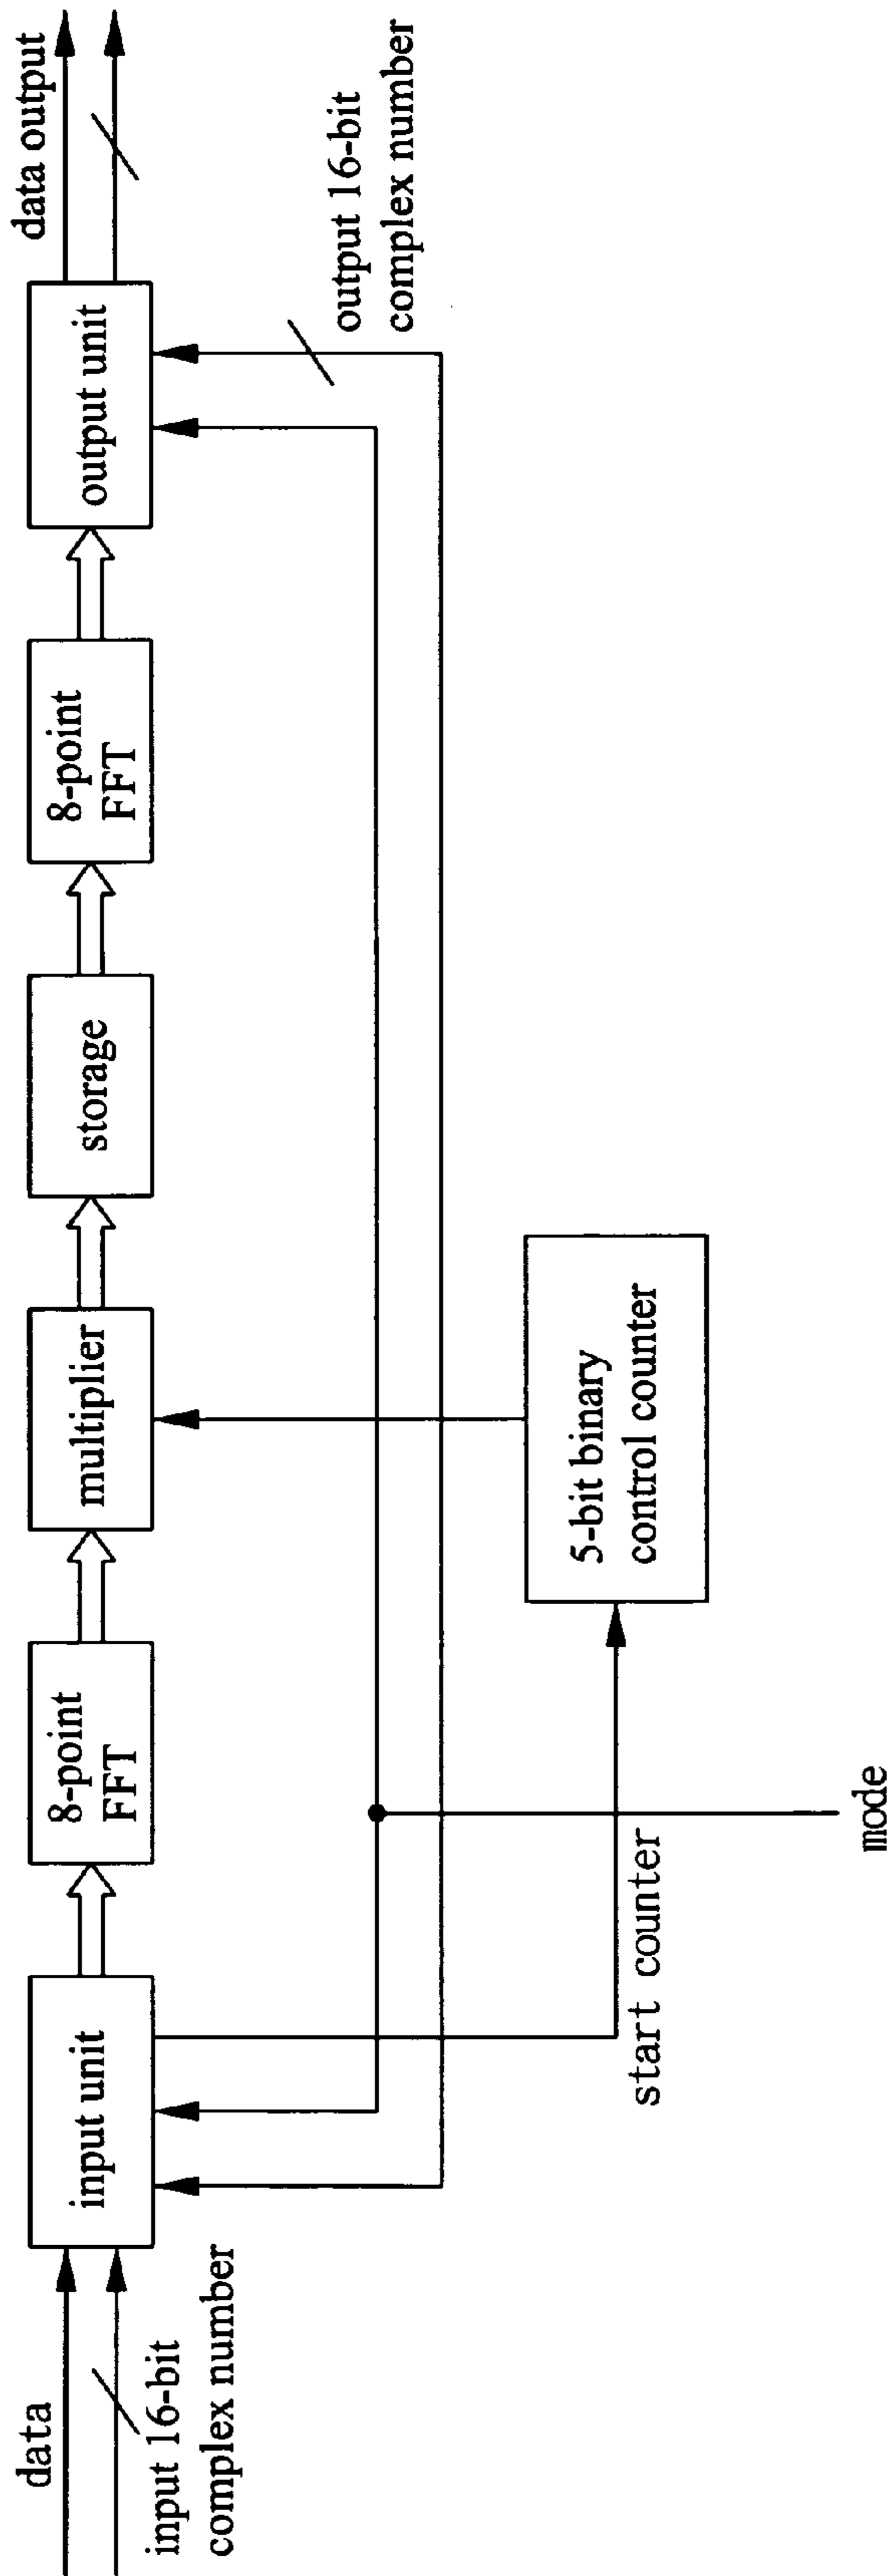 data
input 16-bit
complex number
input unit
8-point
FFT
multiplier
storage
8-point
FFT
output unit
data output
output 16-bit
complex number
start counter
5-bit binary
control counter
mode